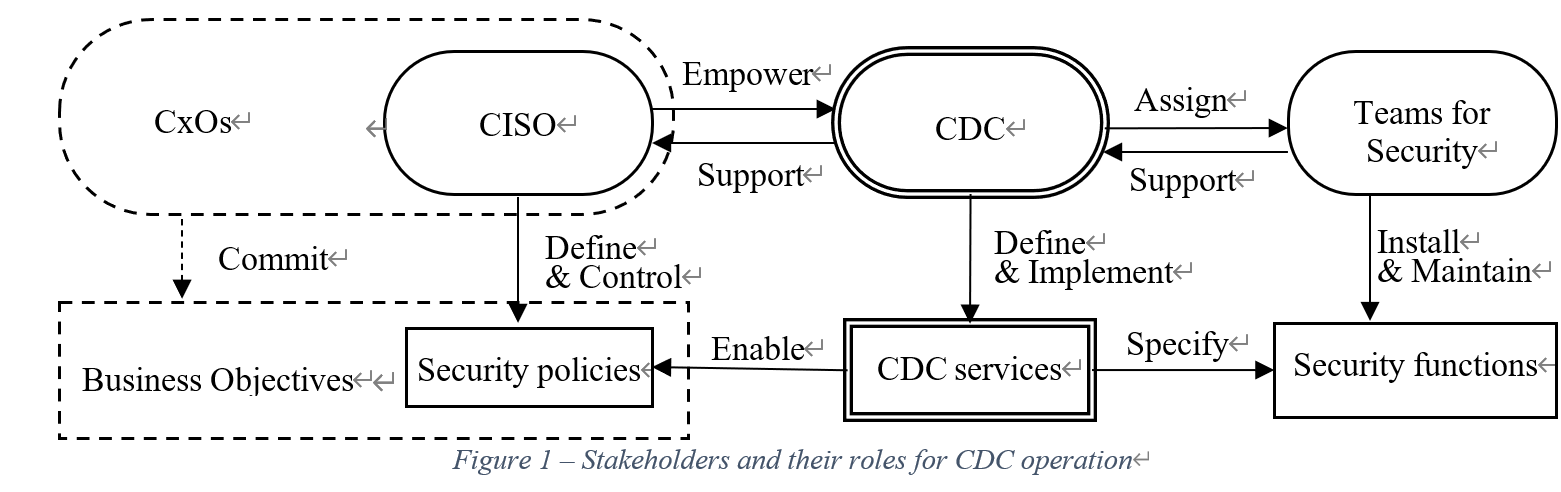 CxOs
CISO
Empower
Support
CDC
Assign
Support
Teams for
Security
Commit
Define
& Control
Define
& Implement
Install
& Maintain
Business Objectives
Security policies
Enable
CDC services
Specify
Security functions
Figure 1 – Stakeholders and their roles for CDC operation